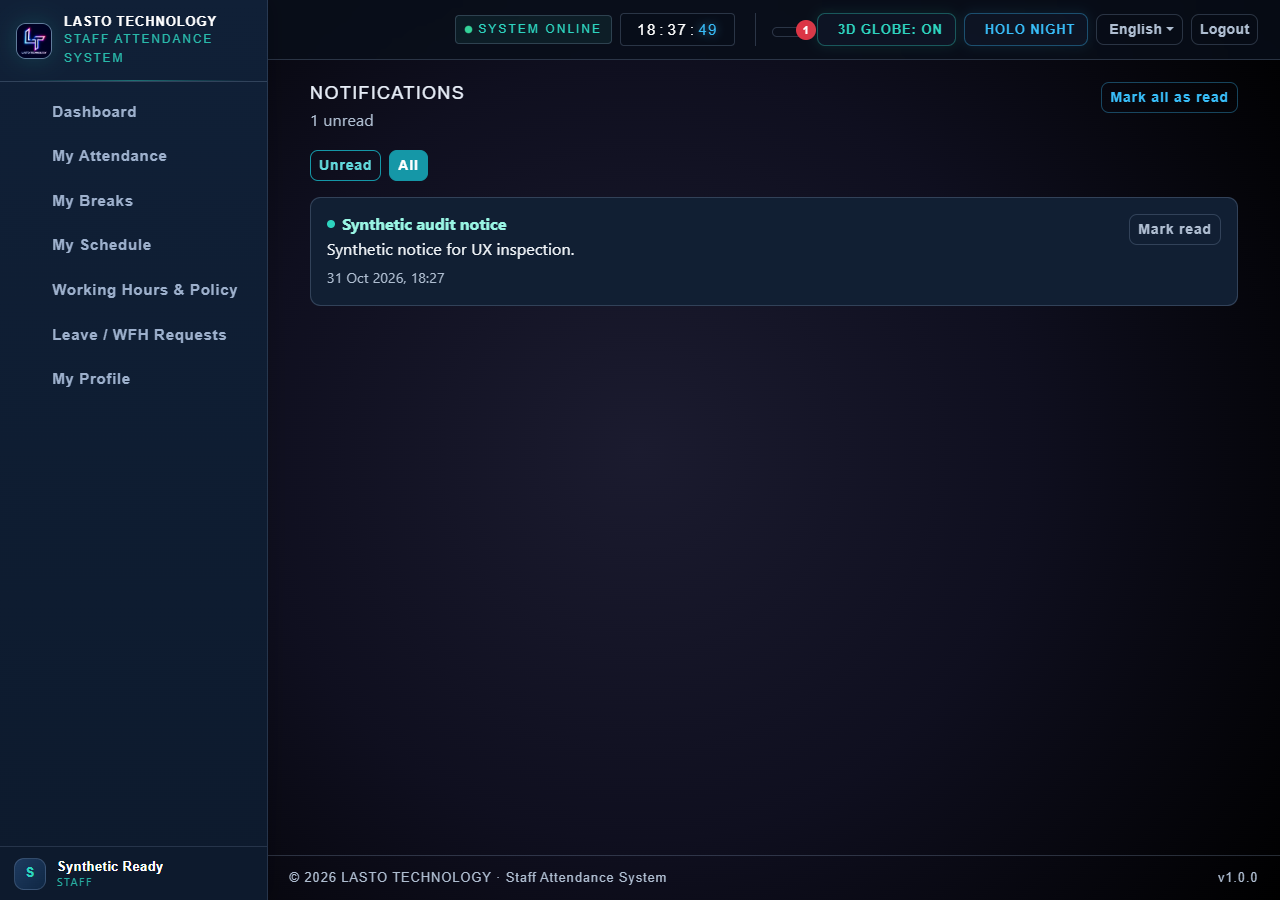 LASTO TECHNOLOGY
STAFF ATTENDANCE
SYSTEM
SYSTEM ONLINE
18:37:49
1
3D GLOBE: ON
HOLO NIGHT
English
Logout
Dashboard
My Attendance
My Breaks
My Schedule
Working Hours & Policy
Leave / WFH Requests
My Profile
NOTIFICATIONS
1 unread
Mark all as read
Unread
All
Synthetic audit notice
Synthetic notice for UX inspection.
31 Oct 2026, 18:27
Mark read
S
Synthetic Ready
STAFF
© 2026 LASTO TECHNOLOGY · Staff Attendance System
v1.0.0